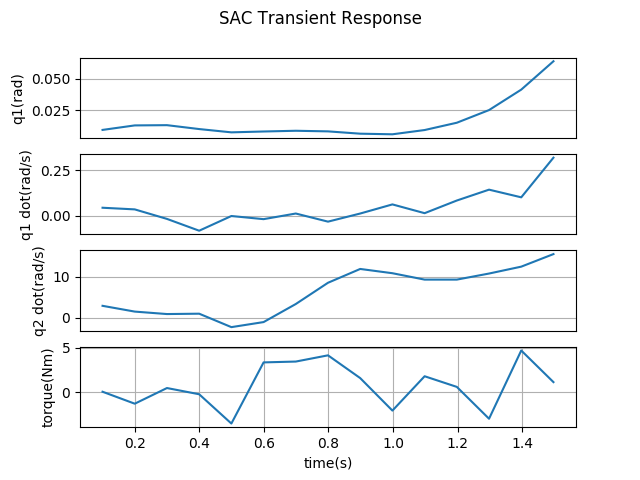 SAC Transient Response
q1(rad)
0.050
0.025
q1 dot(rad/s)
0.25
0.00
q2 dot(rad/s)
10
0
torque(Nm)
5
0
0.2 0.4 0.6 0.8 1.0 1.2 1.4
time(s)